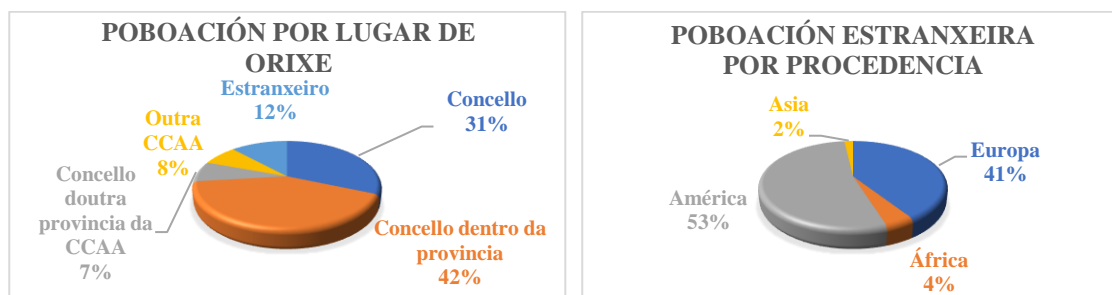 POBOACIÓN POR LUGAR DE
ORIXE
Estranxeiro
12%
Concello
31%
Outra
CCAA
8%
Concello
doutra
provincia da
CCAA
7%
Concello dentro da
provincia
42%
POBOACIÓN ESTRANXEIRA
POR PROCEDENCIA
Asia
2%
Europa
41%
América
53%
África
4%